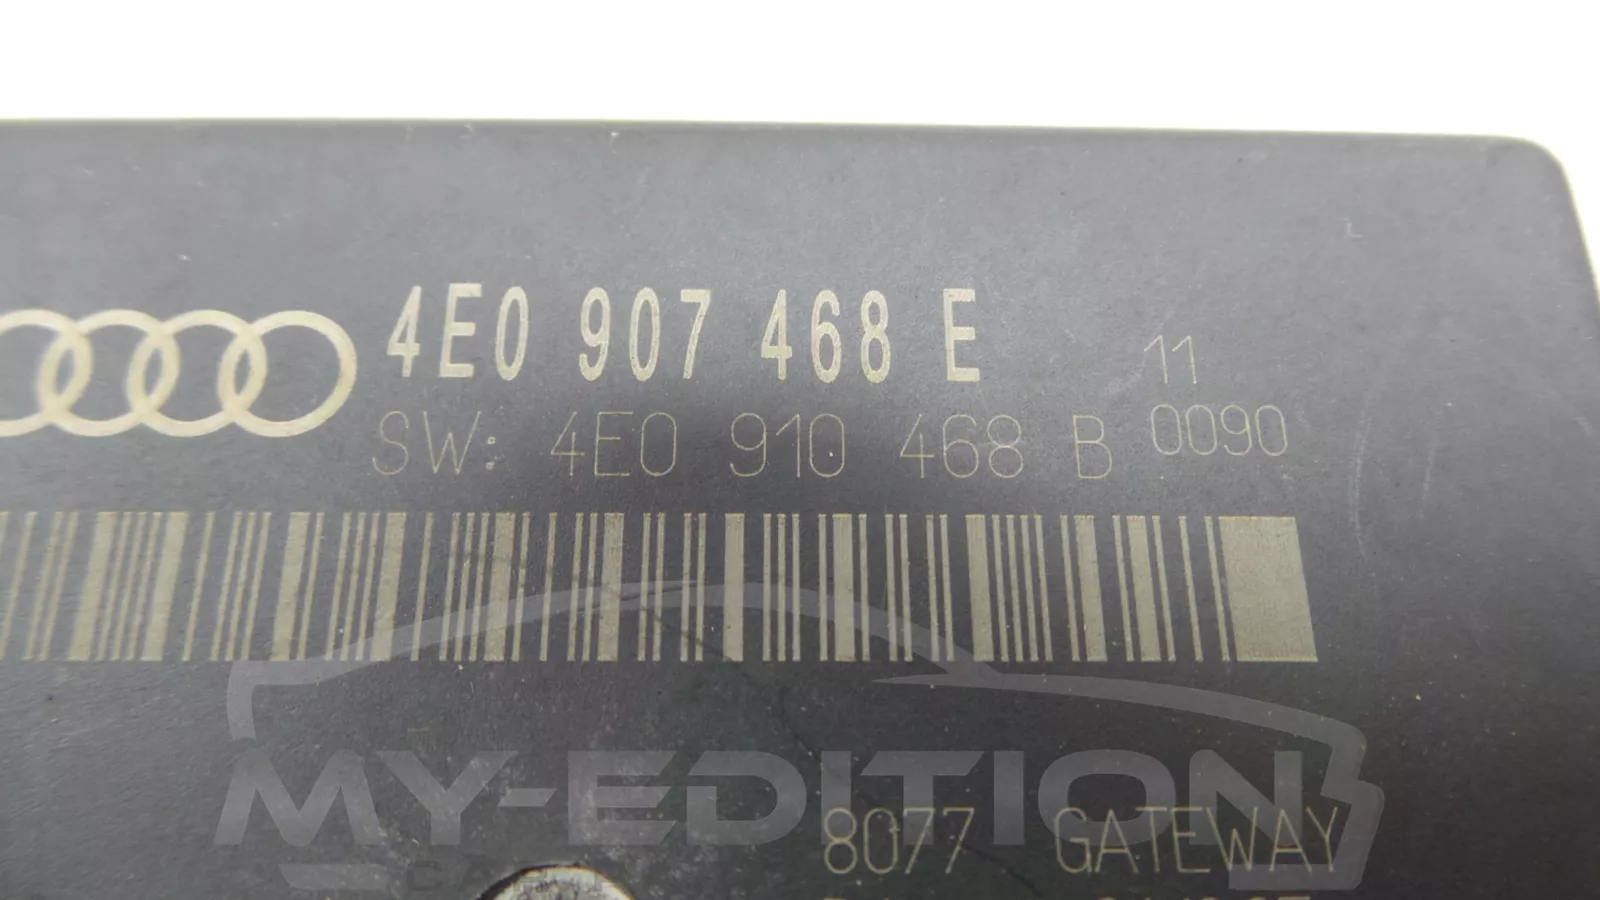 4E0 907 468 E
11
SW: 4E0 910 468 B 0090
MY-EDITION
8077 GATEWAY